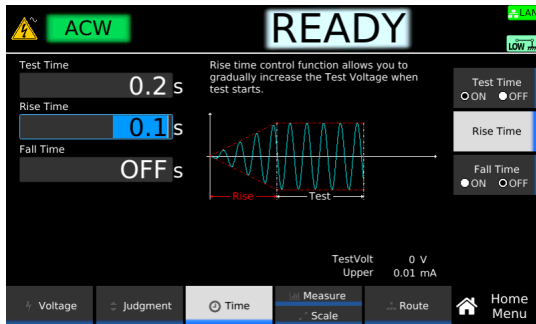 ACW
READY
LAN
LOW
Test Time
0.2 s
Rise Time
0.1 s
Fall Time
OFF s
Rise time control function allows you to
gradually increase the Test Voltage when
test starts.
Rise
Test
TestVolt 0 V
Upper 0.01 mA
Test Time
ON OFF
Rise Time
Fall Time
ON OFF
Voltage
Judgment
Time
Measure
Scale
Route
Home
Menu